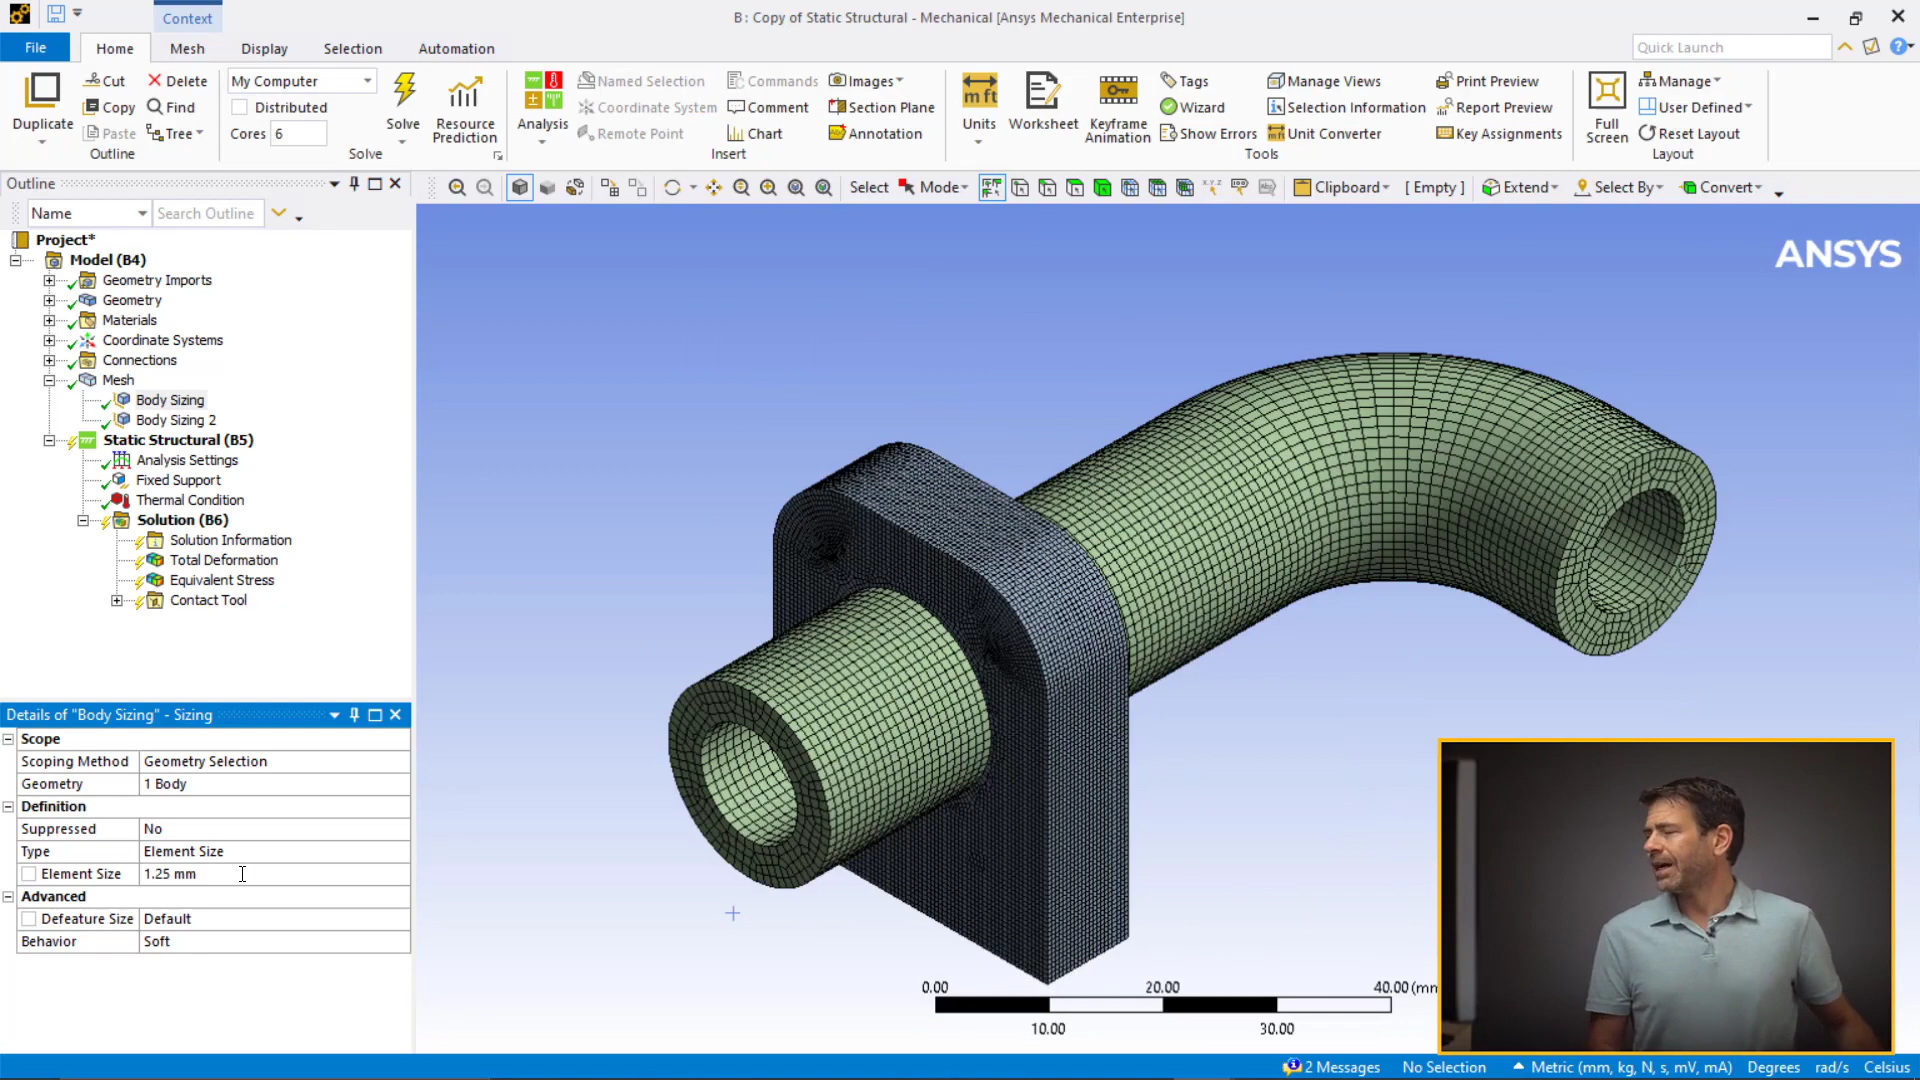 Context
B : Copy of Static Structural - Mechanical [Ansys Mechanical Enterprise]
File Home Mesh Display Selection Automation
Quick Launch
Duplicate
Cut
Copy
Paste
Delete
Find
Tree
Outline
My Computer
Distributed
Cores 6
Solve
Resource Prediction
Solve
Analysis
Named Selection
Coordinate System
Remote Point
Commands
Comment
Chart
Images
Section Plane
Annotation
Insert
Units
Worksheet
Keyframe Animation
Tags
Wizard
Show Errors
Manage Views
Selection Information
Unit Converter
Print Preview
Report Preview
Key Assignments
Tools
Full Screen
Manage
User Defined
Reset Layout
Layout
Outline
Select Mode Clipboard [ Empty ] Extend Select By Convert
Name Search Outline
Project*
Model (B4)
Geometry Imports
Geometry
Materials
Coordinate Systems
Connections
Mesh
Body Sizing
Body Sizing 2
Static Structural (B5)
Analysis Settings
Fixed Support
Thermal Condition
Solution (B6)
Solution Information
Total Deformation
Equivalent Stress
Contact Tool
Details of "Body Sizing" - Sizing
Scope
Scoping Method Geometry Selection
Geometry 1 Body
Definition
Suppressed No
Type Element Size
Element Size 1.25 mm
Advanced
Defeature Size Default
Behavior Soft
ANSYS
0.00 20.00 40.00 (mm
10.00 30.00
2 Messages No Selection Metric (mm, kg, N, s, mV, mA) Degrees rad/s Celsius